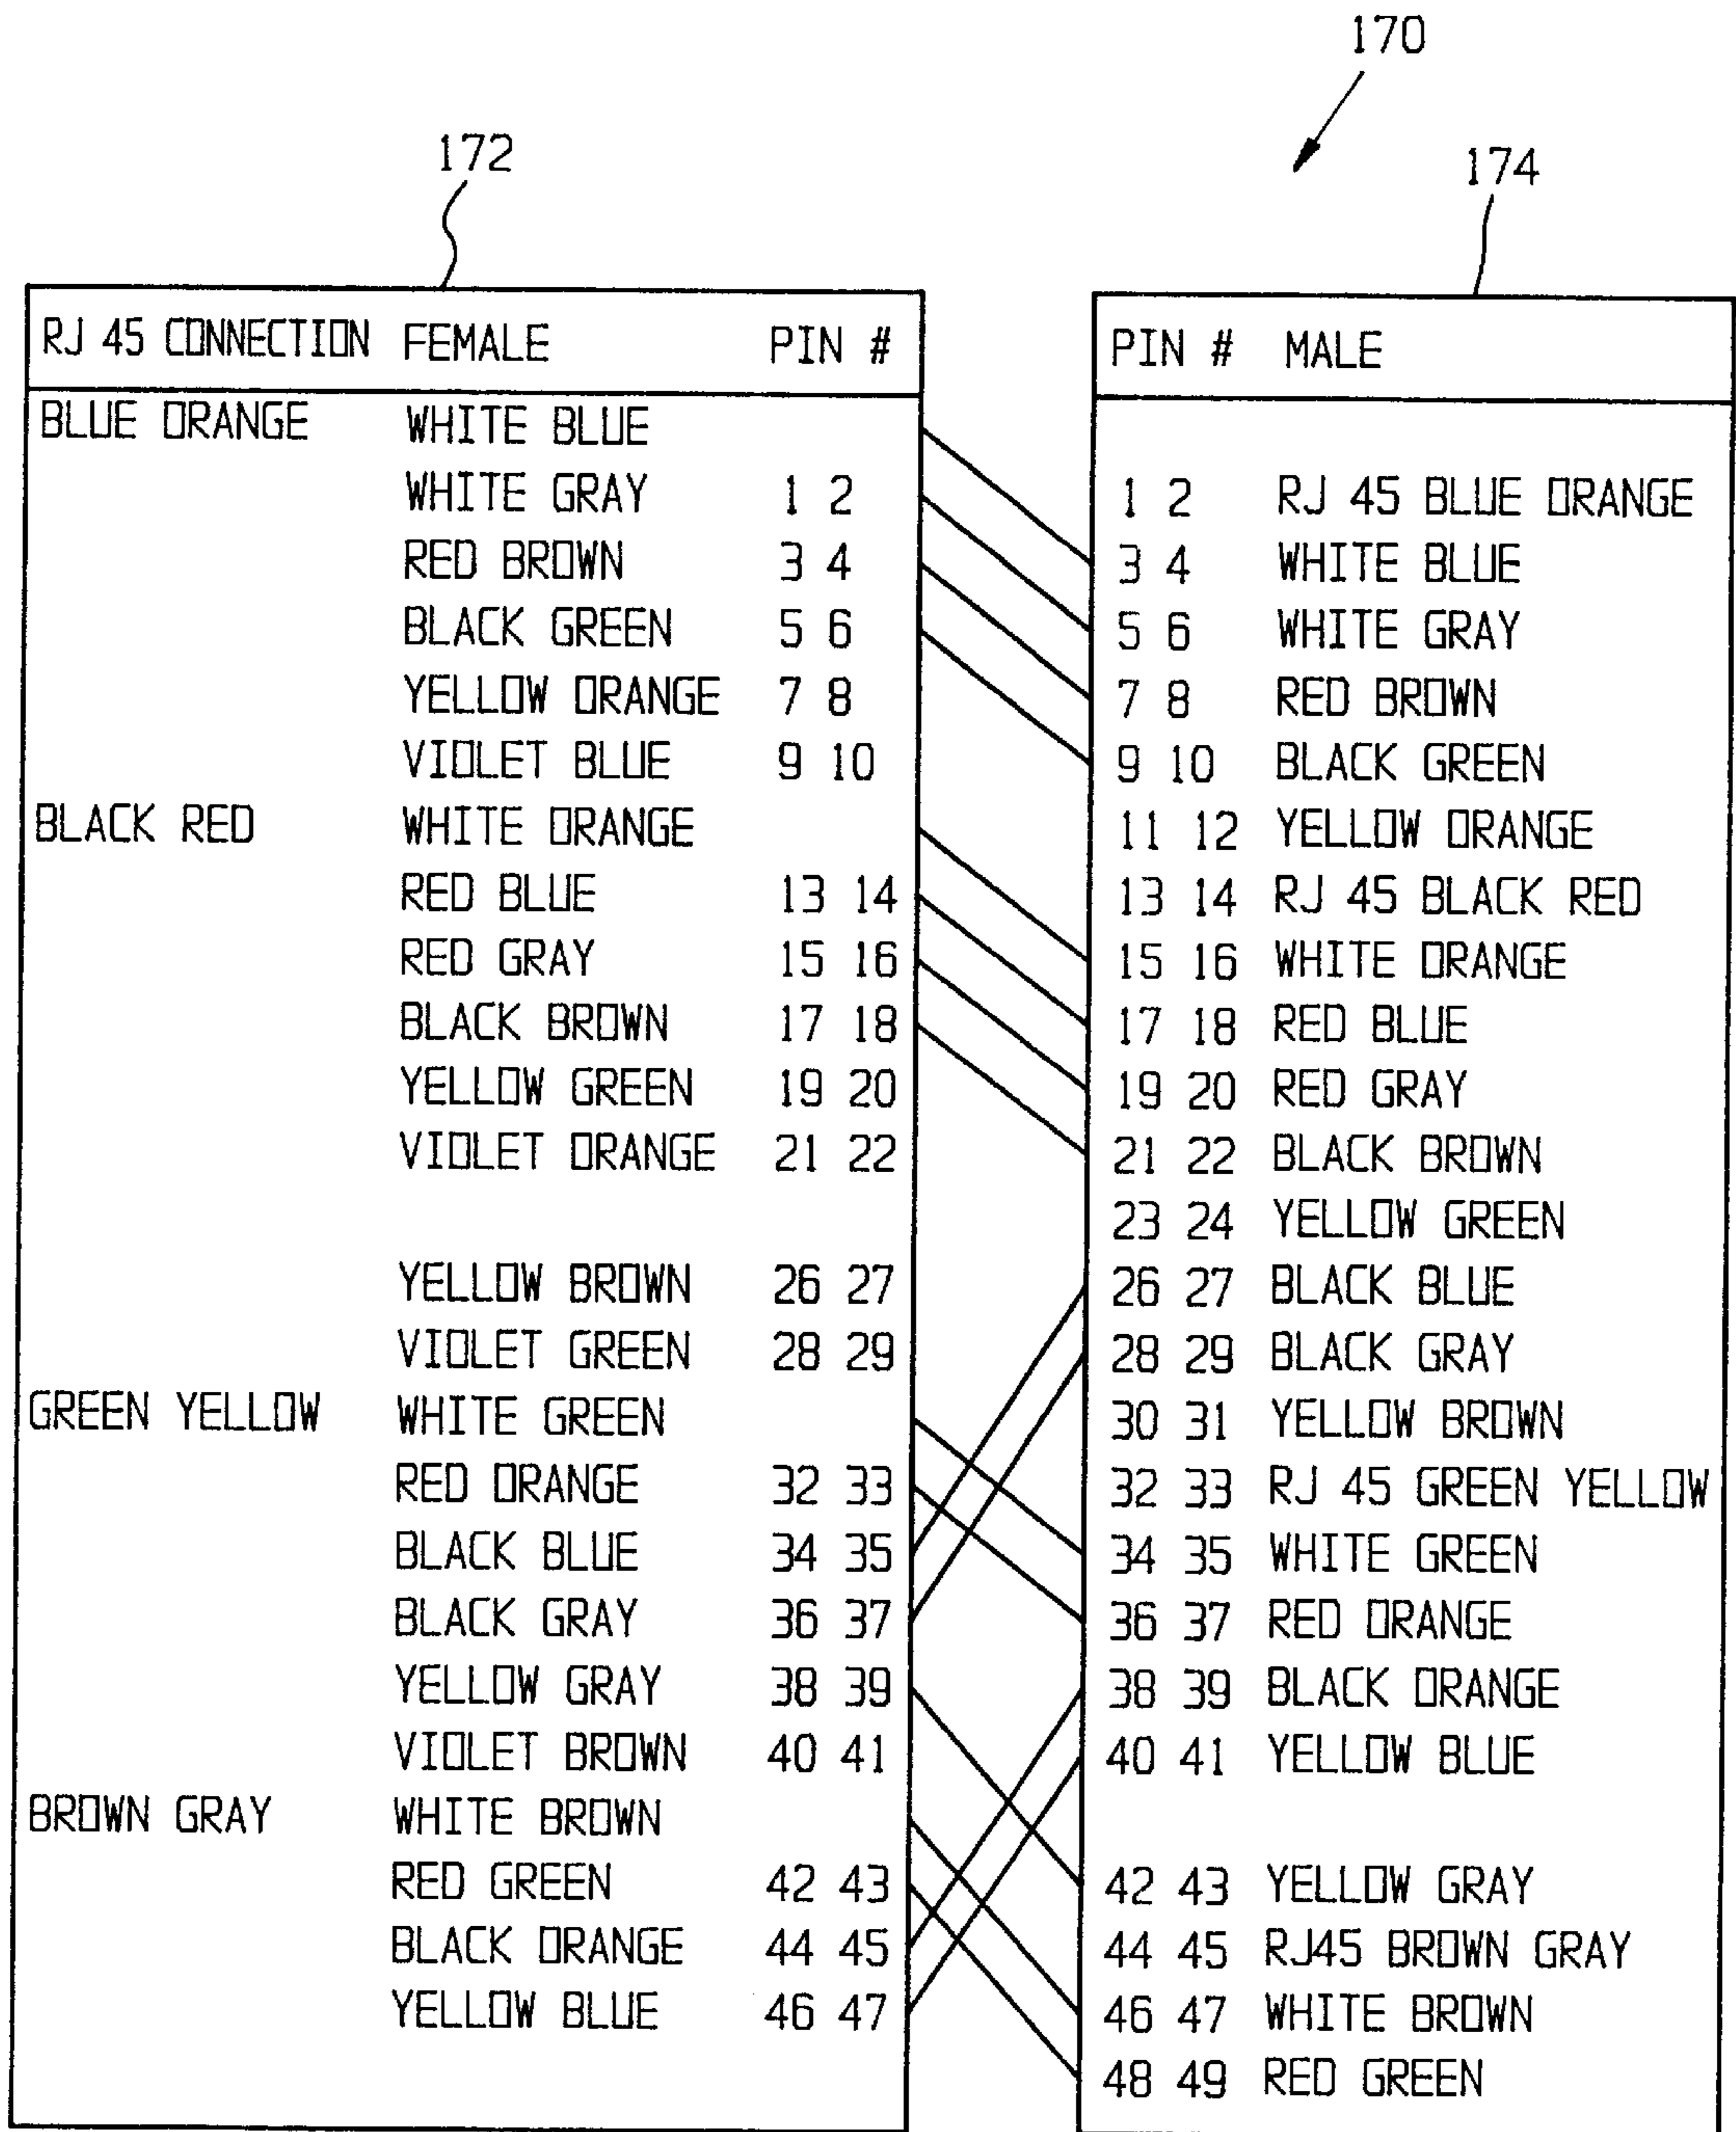 170
172
174
RJ 45 CONNECTION FEMALE PIN #
BLUE ORANGE WHITE BLUE
WHITE GRAY 1 2
RED BROWN 3 4
BLACK GREEN 5 6
YELLOW ORANGE 7 8
VIOLET BLUE 9 10
BLACK RED WHITE ORANGE
RED BLUE 13 14
RED GRAY 15 16
BLACK BROWN 17 18
YELLOW GREEN 19 20
VIOLET ORANGE 21 22
YELLOW BROWN 26 27
VIOLET GREEN 28 29
GREEN YELLOW WHITE GREEN
RED ORANGE 32 33
BLACK BLUE 34 35
BLACK GRAY 36 37
YELLOW GRAY 38 39
VIOLET BROWN 40 41
BROWN GRAY WHITE BROWN
RED GREEN 42 43
BLACK ORANGE 44 45
YELLOW BLUE 46 47
PIN # MALE
1 2 RJ 45 BLUE ORANGE
3 4 WHITE BLUE
5 6 WHITE GRAY
7 8 RED BROWN
9 10 BLACK GREEN
11 12 YELLOW ORANGE
13 14 RJ 45 BLACK RED
15 16 WHITE ORANGE
17 18 RED BLUE
19 20 RED GRAY
21 22 BLACK BROWN
23 24 YELLOW GREEN
26 27 BLACK BLUE
28 29 BLACK GRAY
30 31 YELLOW BROWN
32 33 RJ 45 GREEN YELLOW
34 35 WHITE GREEN
36 37 RED ORANGE
38 39 BLACK ORANGE
40 41 YELLOW BLUE
42 43 YELLOW GRAY
44 45 RJ45 BROWN GRAY
46 47 WHITE BROWN
48 49 RED GREEN